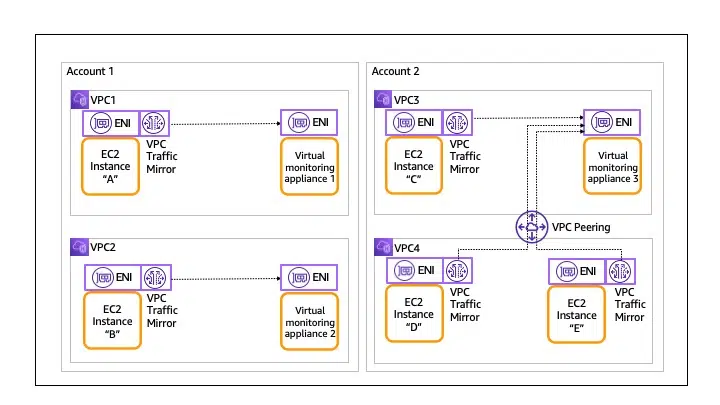 Account 1
VPC1
ENI
VPC
Traffic
Mirror
EC2
Instance
“A”
ENI
Virtual
monitoring
appliance 1
VPC2
ENI
VPC
Traffic
Mirror
EC2
Instance
“B”
ENI
Virtual
monitoring
appliance 2
Account 2
VPC3
ENI
VPC
Traffic
Mirror
EC2
Instance
“C”
ENI
Virtual
monitoring
appliance 3
VPC Peering
VPC4
ENI
VPC
Traffic
Mirror
EC2
Instance
“D”
ENI
VPC
Traffic
Mirror
EC2
Instance
“E”